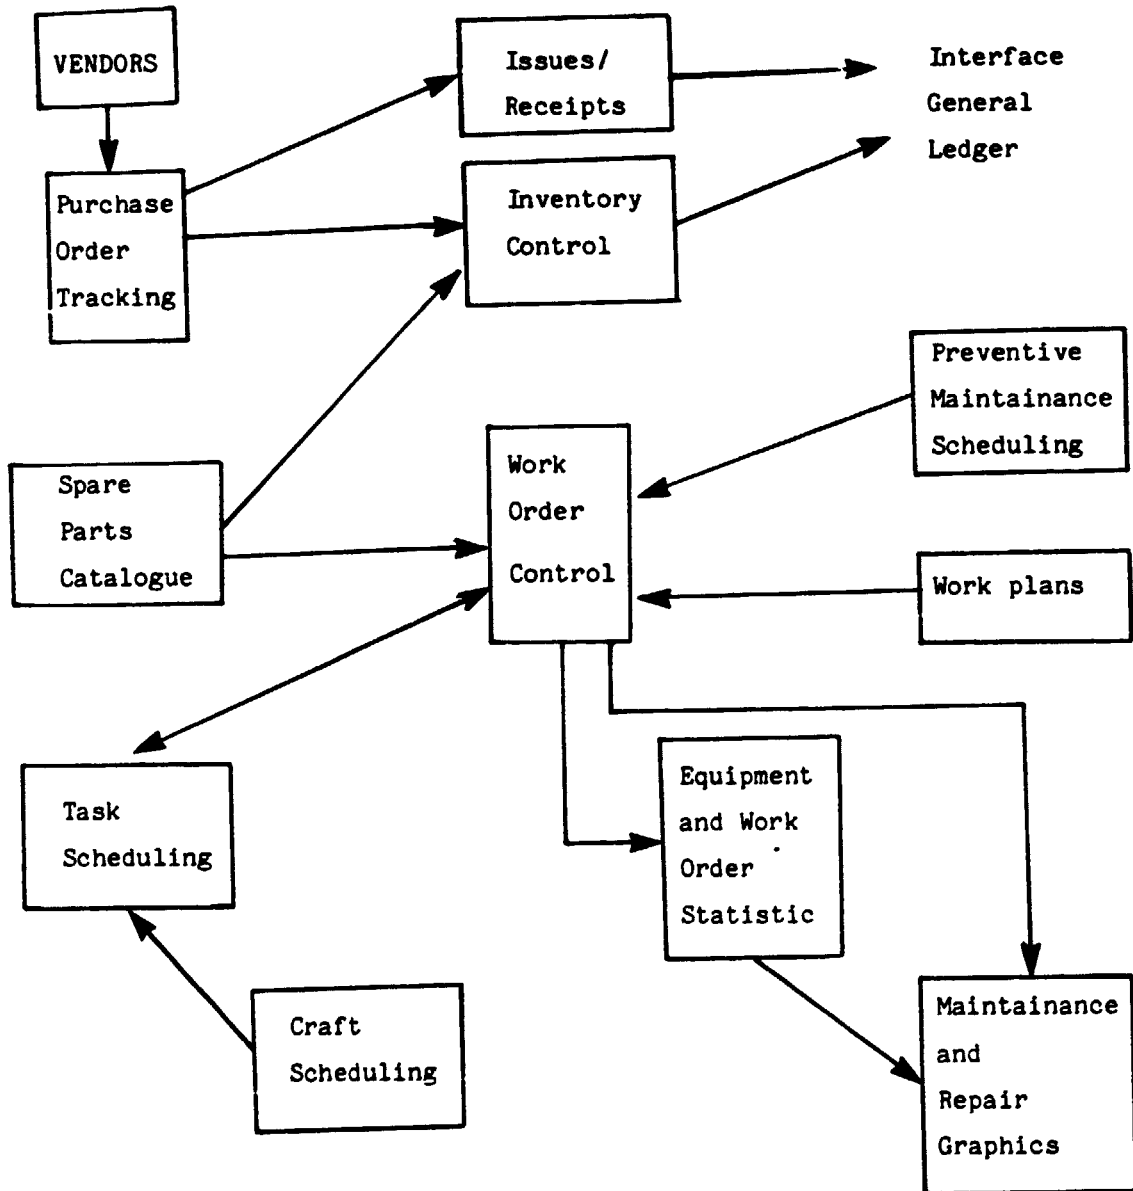 VENDORS
Issues/
Receipts
Interface
General
Ledger
Purchase
Order
Tracking
Inventory
Control
Preventive
Maintainance
Scheduling
Spare
Parts
Catalogue
Work
Order
Control
Work plans
Task
Scheduling
Equipment
and Work
Order
Statistic
Craft
Scheduling
Maintainance
and
Repair
Graphics